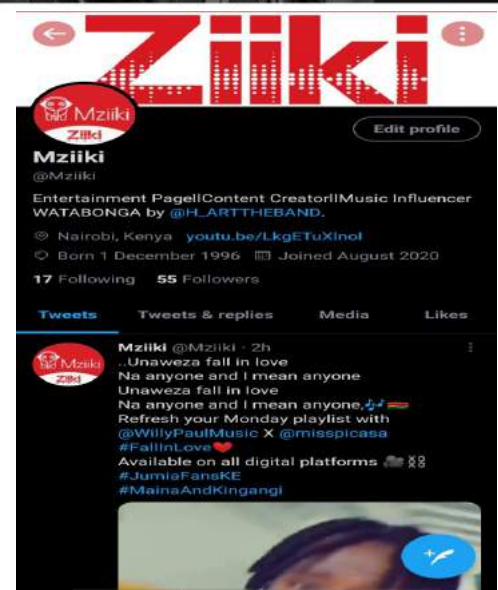 Ziiki
Mziiki
Ziiki
Edit profile
Mziiki
@Mziiki
Entertainment Page||Content Creator||Music Influencer
WATABONGA by @H_ARTTHEBAND.
Nairobi, Kenya youtu.be/LkgETuXInoI
Born 1 December 1996 Joined August 2020
17 Following 55 Followers
Tweets Tweets & replies Media Likes
Mziiki @Mziiki · 2h
Mziiki
Ziiki
..Unaweza fall in love
Na anyone and I mean anyone
Unaweza fall in love
Na anyone and I mean anyone,🎶🇰🇪
Refresh your Monday playlist with
@WillyPaulMusic X @misspicasa
#FallInLove❤
Available on all digital platforms
#JumiaFansKE
#MainaAndKingangi